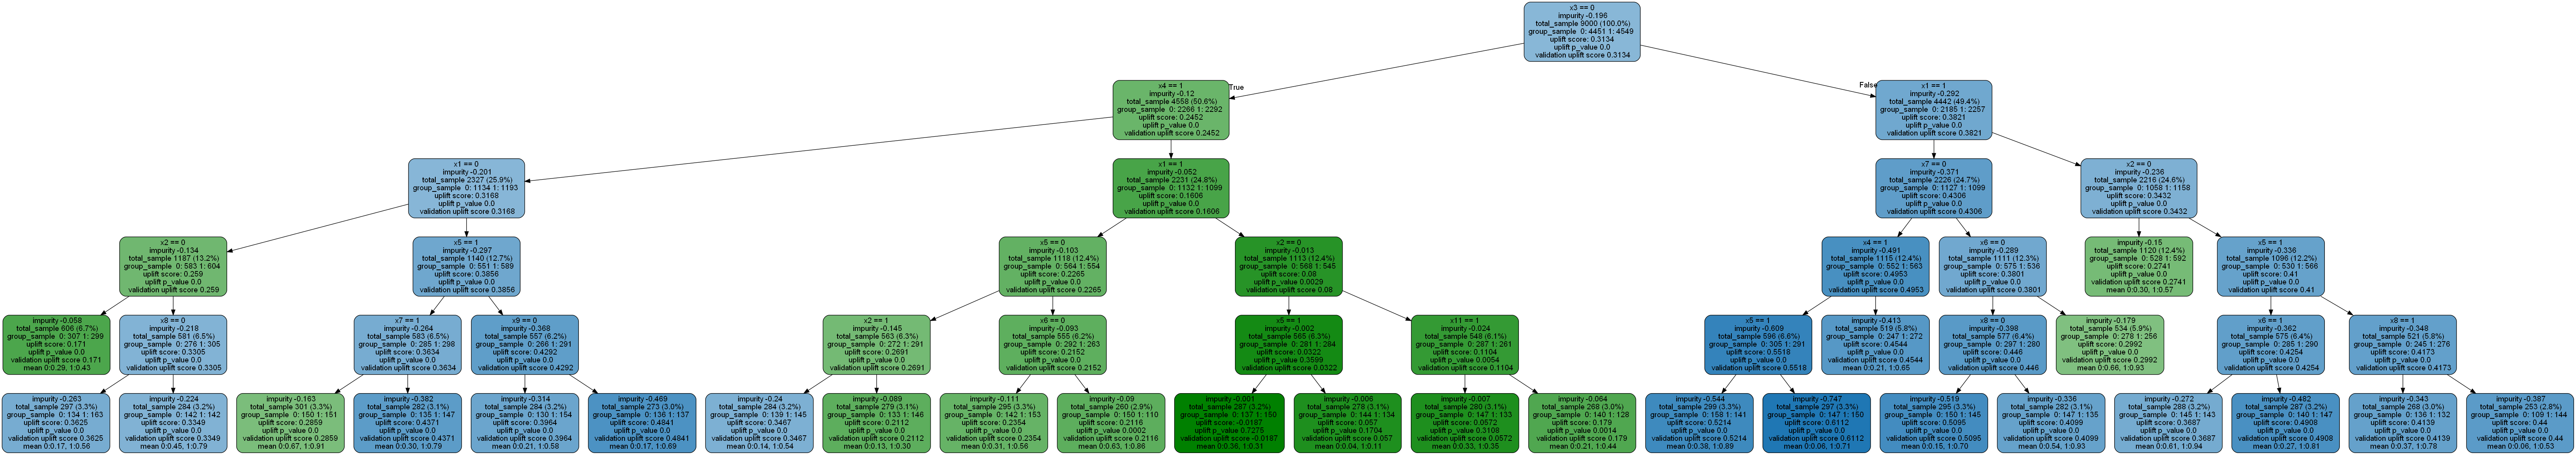 x3 == 0
impurity -0.196
total_sample 9000 (100.0%)
group_sample 0: 4451 1: 4549
uplift score: 0.3134
uplift p_value 0.0
validation uplift score 0.3134
True
False
x4 == 1
impurity -0.12
total_sample 4558 (50.6%)
group_sample 0: 2266 1: 2292
uplift score: 0.2452
uplift p_value 0.0
validation uplift score 0.2452
x1 == 1
impurity -0.292
total_sample 4442 (49.4%)
group_sample 0: 2185 1: 2257
uplift score: 0.3821
uplift p_value 0.0
validation uplift score 0.3821
x1 == 0
impurity -0.201
total_sample 2327 (25.9%)
group_sample 0: 1134 1: 1193
uplift score: 0.3168
uplift p_value 0.0
validation uplift score 0.3168
x1 == 1
impurity -0.052
total_sample 2231 (24.8%)
group_sample 0: 1132 1: 1099
uplift score: 0.1606
uplift p_value 0.0
validation uplift score 0.1606
x7 == 0
impurity -0.371
total_sample 2226 (24.7%)
group_sample 0: 1127 1: 1099
uplift score: 0.4306
uplift p_value 0.0
validation uplift score 0.4306
x2 == 0
impurity -0.236
total_sample 2216 (24.6%)
group_sample 0: 1058 1: 1158
uplift score: 0.3432
uplift p_value 0.0
validation uplift score 0.3432
x2 == 0
impurity -0.134
total_sample 1187 (13.2%)
group_sample 0: 583 1: 604
uplift score: 0.259
uplift p_value 0.0
validation uplift score 0.259
x5 == 1
impurity -0.297
total_sample 1140 (12.7%)
group_sample 0: 551 1: 589
uplift score: 0.3856
uplift p_value 0.0
validation uplift score 0.3856
x5 == 0
impurity -0.103
total_sample 1118 (12.4%)
group_sample 0: 564 1: 554
uplift score: 0.2265
uplift p_value 0.0
validation uplift score 0.2265
x2 == 0
impurity -0.013
total_sample 1113 (12.4%)
group_sample 0: 568 1: 545
uplift score: 0.08
uplift p_value 0.0029
validation uplift score 0.08
x4 == 1
impurity -0.491
total_sample 1115 (12.4%)
group_sample 0: 552 1: 563
uplift score: 0.4953
uplift p_value 0.0
validation uplift score 0.4953
x6 == 0
impurity -0.289
total_sample 1111 (12.3%)
group_sample 0: 575 1: 536
uplift score: 0.3801
uplift p_value 0.0
validation uplift score 0.3801
impurity -0.15
total_sample 1120 (12.4%)
group_sample 0: 528 1: 592
uplift score: 0.2741
uplift p_value 0.0
validation uplift score 0.2741
mean 0:0.30, 1:0.57
x5 == 1
impurity -0.336
total_sample 1096 (12.2%)
group_sample 0: 530 1: 566
uplift score: 0.41
uplift p_value 0.0
validation uplift score 0.41
impurity -0.058
total_sample 606 (6.7%)
group_sample 0: 307 1: 299
uplift score: 0.171
uplift p_value 0.0
validation uplift score 0.171
mean 0:0.29, 1:0.43
x8 == 0
impurity -0.218
total_sample 581 (6.5%)
group_sample 0: 276 1: 305
uplift score: 0.3305
uplift p_value 0.0
validation uplift score 0.3305
x7 == 1
impurity -0.264
total_sample 583 (6.5%)
group_sample 0: 285 1: 298
uplift score: 0.3634
uplift p_value 0.0
validation uplift score 0.3634
x9 == 0
impurity -0.368
total_sample 557 (6.2%)
group_sample 0: 266 1: 291
uplift score: 0.4292
uplift p_value 0.0
validation uplift score 0.4292
x2 == 1
impurity -0.145
total_sample 563 (6.3%)
group_sample 0: 272 1: 291
uplift score: 0.2691
uplift p_value 0.0
validation uplift score 0.2691
x6 == 0
impurity -0.093
total_sample 555 (6.2%)
group_sample 0: 292 1: 263
uplift score: 0.2152
uplift p_value 0.0
validation uplift score 0.2152
x5 == 1
impurity -0.002
total_sample 565 (6.3%)
group_sample 0: 281 1: 284
uplift score: 0.0322
uplift p_value 0.3599
validation uplift score 0.0322
x11 == 1
impurity -0.024
total_sample 548 (6.1%)
group_sample 0: 287 1: 261
uplift score: 0.1104
uplift p_value 0.0054
validation uplift score 0.1104
x5 == 1
impurity -0.609
total_sample 596 (6.6%)
group_sample 0: 305 1: 291
uplift score: 0.5518
uplift p_value 0.0
validation uplift score 0.5518
impurity -0.413
total_sample 519 (5.8%)
group_sample 0: 247 1: 272
uplift score: 0.4544
uplift p_value 0.0
validation uplift score 0.4544
mean 0:0.21, 1:0.65
x8 == 0
impurity -0.398
total_sample 577 (6.4%)
group_sample 0: 297 1: 280
uplift score: 0.446
uplift p_value 0.0
validation uplift score 0.446
impurity -0.179
total_sample 534 (5.9%)
group_sample 0: 278 1: 256
uplift score: 0.2992
uplift p_value 0.0
validation uplift score 0.2992
mean 0:0.66, 1:0.93
x6 == 1
impurity -0.362
total_sample 575 (6.4%)
group_sample 0: 285 1: 290
uplift score: 0.4254
uplift p_value 0.0
validation uplift score 0.4254
x8 == 1
impurity -0.348
total_sample 521 (5.8%)
group_sample 0: 245 1: 276
uplift score: 0.4173
uplift p_value 0.0
validation uplift score 0.4173
impurity -0.263
total_sample 297 (3.3%)
group_sample 0: 134 1: 163
uplift score: 0.3625
uplift p_value 0.0
validation uplift score 0.3625
mean 0:0.17, 1:0.56
impurity -0.224
total_sample 284 (3.2%)
group_sample 0: 142 1: 142
uplift score: 0.3349
uplift p_value 0.0
validation uplift score 0.3349
mean 0:0.45, 1:0.79
impurity -0.163
total_sample 301 (3.3%)
group_sample 0: 150 1: 151
uplift score: 0.2859
uplift p_value 0.0
validation uplift score 0.2859
mean 0:0.67, 1:0.91
impurity -0.382
total_sample 282 (3.1%)
group_sample 0: 135 1: 147
uplift score: 0.4371
uplift p_value 0.0
validation uplift score 0.4371
mean 0:0.30, 1:0.79
impurity -0.314
total_sample 284 (3.2%)
group_sample 0: 130 1: 154
uplift score: 0.3964
uplift p_value 0.0
validation uplift score 0.3964
mean 0:0.21, 1:0.58
impurity -0.469
total_sample 273 (3.0%)
group_sample 0: 136 1: 137
uplift score: 0.4841
uplift p_value 0.0
validation uplift score 0.4841
mean 0:0.17, 1:0.69
impurity -0.24
total_sample 284 (3.2%)
group_sample 0: 139 1: 145
uplift score: 0.3467
uplift p_value 0.0
validation uplift score 0.3467
mean 0:0.14, 1:0.54
impurity -0.089
total_sample 279 (3.1%)
group_sample 0: 133 1: 146
uplift score: 0.2112
uplift p_value 0.0
validation uplift score 0.2112
mean 0:0.13, 1:0.30
impurity -0.111
total_sample 295 (3.3%)
group_sample 0: 142 1: 153
uplift score: 0.2354
uplift p_value 0.0
validation uplift score 0.2354
mean 0:0.31, 1:0.56
impurity -0.09
total_sample 260 (2.9%)
group_sample 0: 150 1: 110
uplift score: 0.2116
uplift p_value 0.0002
validation uplift score 0.2116
mean 0:0.63, 1:0.86
impurity -0.001
total_sample 287 (3.2%)
group_sample 0: 137 1: 150
uplift score: -0.0187
uplift p_value 0.7275
validation uplift score -0.0187
mean 0:0.36, 1:0.31
impurity -0.006
total_sample 278 (3.1%)
group_sample 0: 144 1: 134
uplift score: 0.057
uplift p_value 0.1704
validation uplift score 0.057
mean 0:0.04, 1:0.11
impurity -0.007
total_sample 280 (3.1%)
group_sample 0: 147 1: 133
uplift score: 0.0572
uplift p_value 0.3108
validation uplift score 0.0572
mean 0:0.33, 1:0.35
impurity -0.064
total_sample 268 (3.0%)
group_sample 0: 140 1: 128
uplift score: 0.179
uplift p_value 0.0014
validation uplift score 0.179
mean 0:0.21, 1:0.44
impurity -0.544
total_sample 299 (3.3%)
group_sample 0: 158 1: 141
uplift score: 0.5214
uplift p_value 0.0
validation uplift score 0.5214
mean 0:0.38, 1:0.89
impurity -0.747
total_sample 297 (3.3%)
group_sample 0: 147 1: 150
uplift score: 0.6112
uplift p_value 0.0
validation uplift score 0.6112
mean 0:0.06, 1:0.71
impurity -0.519
total_sample 295 (3.3%)
group_sample 0: 150 1: 145
uplift score: 0.5095
uplift p_value 0.0
validation uplift score 0.5095
mean 0:0.15, 1:0.70
impurity -0.336
total_sample 282 (3.1%)
group_sample 0: 147 1: 135
uplift score: 0.4099
uplift p_value 0.0
validation uplift score 0.4099
mean 0:0.54, 1:0.93
impurity -0.272
total_sample 288 (3.2%)
group_sample 0: 145 1: 143
uplift score: 0.3687
uplift p_value 0.0
validation uplift score 0.3687
mean 0:0.61, 1:0.94
impurity -0.482
total_sample 287 (3.2%)
group_sample 0: 140 1: 147
uplift score: 0.4908
uplift p_value 0.0
validation uplift score 0.4908
mean 0:0.27, 1:0.81
impurity -0.343
total_sample 268 (3.0%)
group_sample 0: 136 1: 132
uplift score: 0.4139
uplift p_value 0.0
validation uplift score 0.4139
mean 0:0.37, 1:0.78
impurity -0.387
total_sample 253 (2.8%)
group_sample 0: 109 1: 144
uplift score: 0.44
uplift p_value 0.0
validation uplift score 0.44
mean 0:0.06, 1:0.53